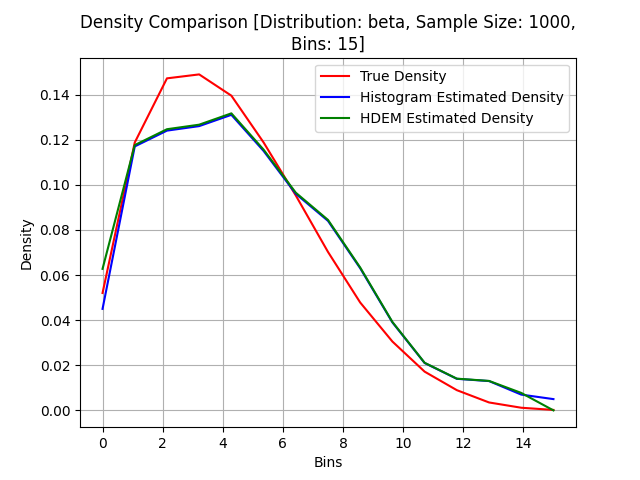 Density Comparison [Distribution: beta, Sample Size: 1000,
Bins: 15]
True Density
Histogram Estimated Density
HDEM Estimated Density
Density
0.14
0.12
0.10
0.08
0.06
0.04
0.02
0.00
0 2 4 6 8 10 12 14
Bins